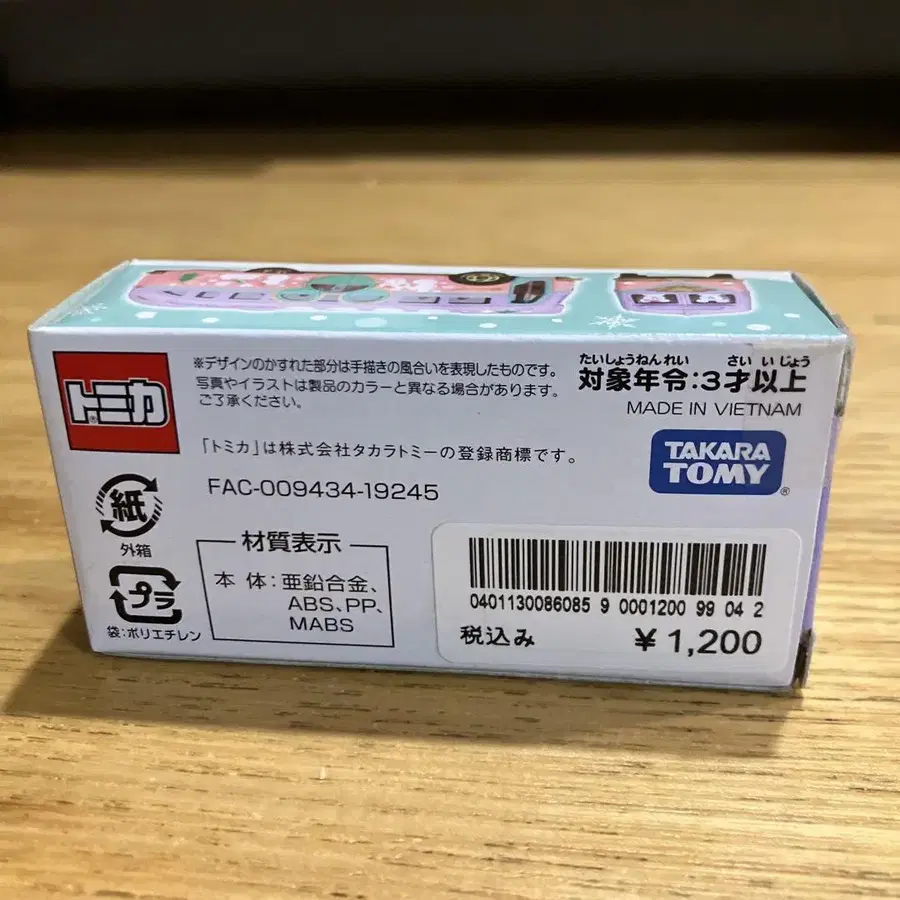 トミカ
※デザインのかすれた部分は手描きの風合いを表現したものです。
写真やイラストは製品のカラーと異なる場合があります。
ご了承ください。
たいしょうねんれい さいいじょう
対象年令:3才以上
MADE IN VIETNAM
「トミカ」は株式会社タカラトミーの登録商標です。
TAKARA
TOMY®
FAC-009434-19245
紙
外箱
プラ
袋:ポリエチレン
材質表示
本体:亜鉛合金、
ABS、PP、
MABS
0401130086085 9 0001200 99 04 2
税込み ¥1,200